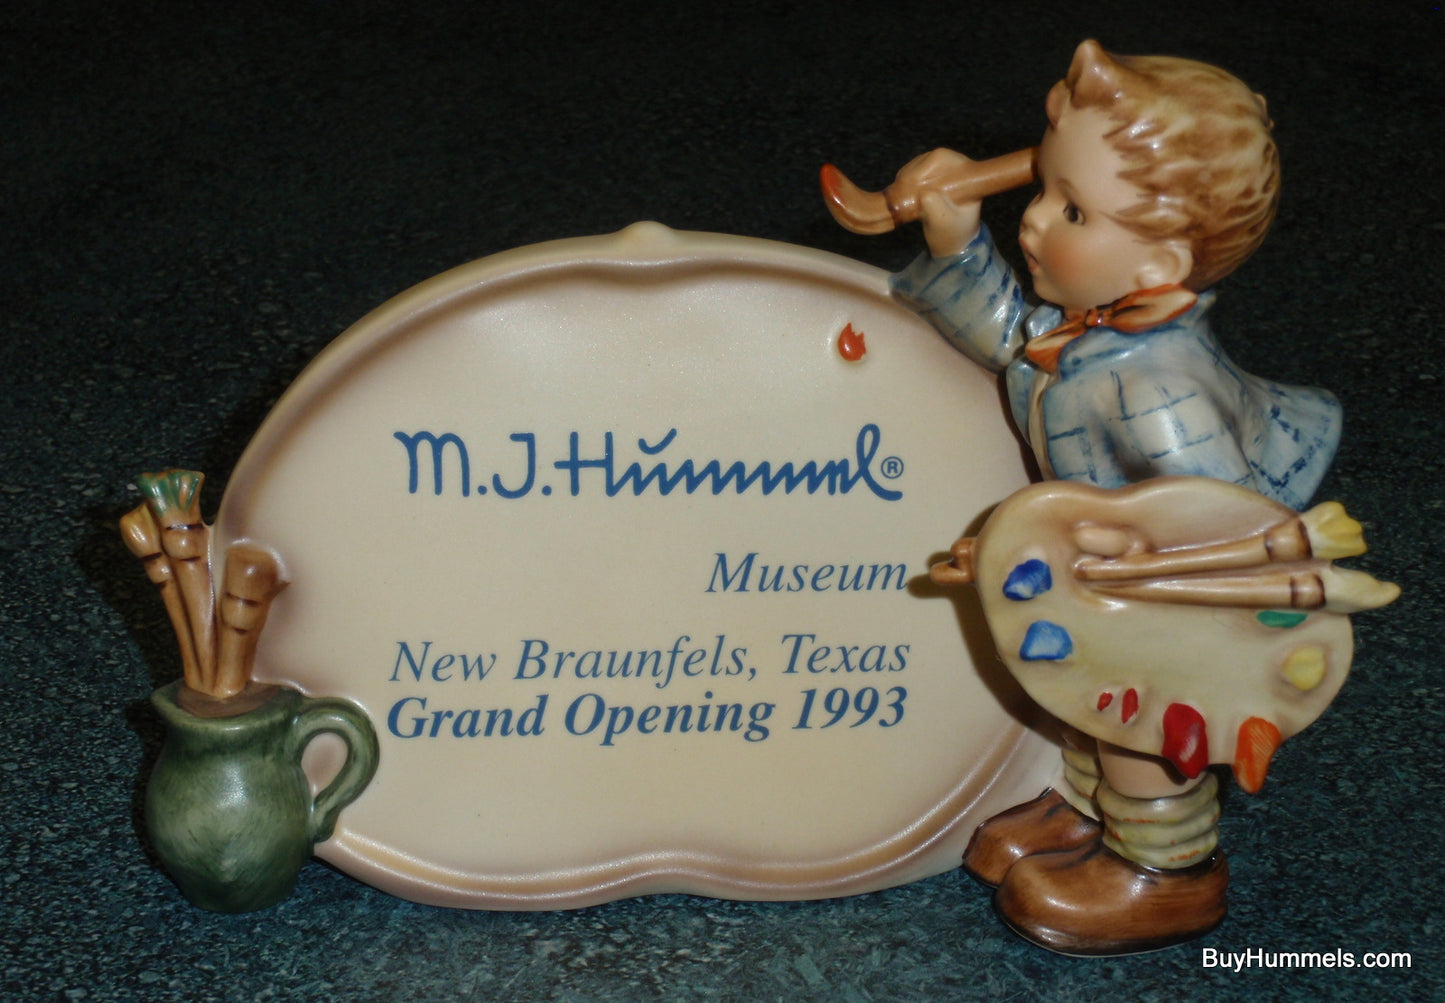 M.J.Hummel®
Museum
New Braunfels, Texas
Grand Opening 1993
BuyHummels.com